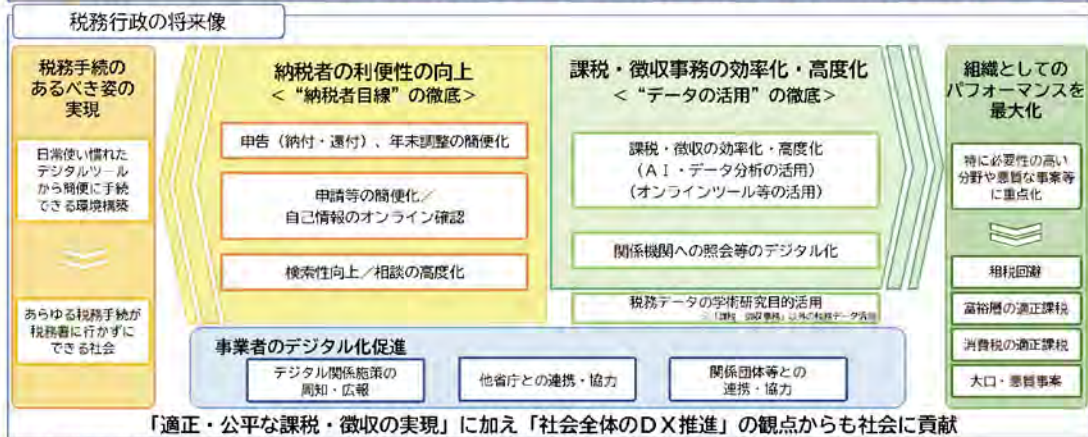 税務行政の将来像
税務手続の
あるべき姿の
実現
日常使い慣れた
デジタルツール
から簡便に手続
できる環境構築
あらゆる税務手続が
税務署に行かずに
できる社会
納税者の利便性の向上
＜“納税者目線”の徹底＞
申告（納付・還付）、年末調整の簡便化
申請等の簡便化／
自己情報のオンライン確認
検索性向上／相談の高度化
課税・徴収事務の効率化・高度化
＜“データの活用”の徹底＞
課税・徴収の効率化・高度化
（ＡＩ・データ分析の活用）
（オンラインツール等の活用）
関係機関への照会等のデジタル化
税務データの学術研究目的活用
「課税・徴収事務」以外の税務データ活用
組織としての
パフォーマンスを
最大化
特に必要性の高い
分野や悪質な事案等
に重点化
租税回避
富裕層の適正課税
消費税の適正課税
大口・悪質事案
事業者のデジタル化促進
デジタル関係施策の
周知・広報
他省庁との連携・協力
関係団体等との
連携・協力
「適正・公平な課税・徴収の実現」に加え「社会全体のＤＸ推進」の観点からも社会に貢献